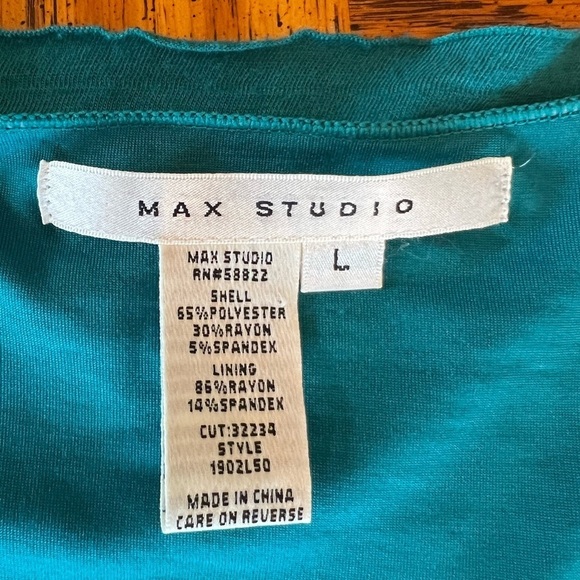 MAX STUDIO
L
MAX STUDIO
RN#58822
SHELL
65%POLYESTER
30%RAYON
5%SPANDEX
LINING
86%RAYON
14%SPANDEX
CUT:32234
STYLE
1902L50
MADE IN CHINA
CARE ON REVERSE